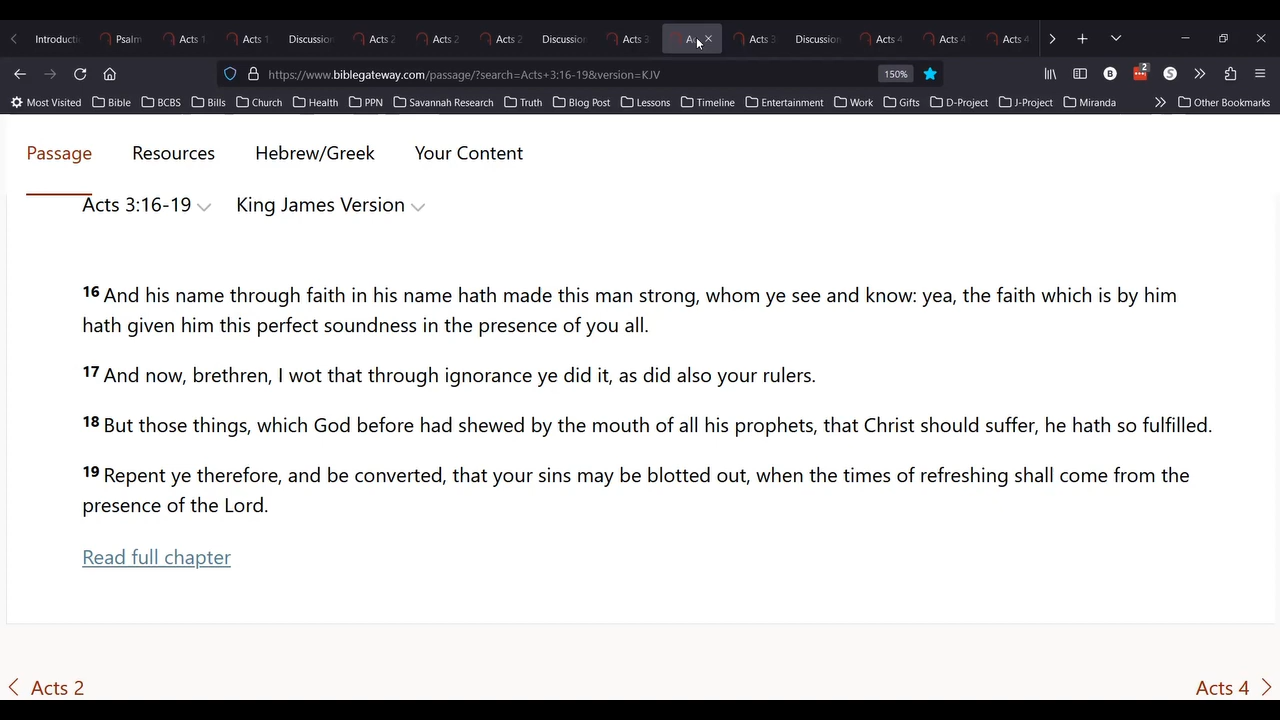 Introducti Psalm Acts 1 Acts 1 Discussion Acts 2 Acts 2 Acts 2 Discussion Acts 3 Ac Acts 3 Discussion Acts 4 Acts 4 Acts 4
https://www.biblegateway.com/passage/?search=Acts+3:16-19&version=KJV 150% B 2 S
Most Visited Bible BCBS Bills Church Health PPN Savannah Research Truth Blog Post Lessons Timeline Entertainment Work Gifts D-Project J-Project Miranda Other Bookmarks
Passage Resources Hebrew/Greek Your Content
Acts 3:16-19 King James Version
16 And his name through faith in his name hath made this man strong, whom ye see and know: yea, the faith which is by him
hath given him this perfect soundness in the presence of you all.
17 And now, brethren, I wot that through ignorance ye did it, as did also your rulers.
18 But those things, which God before had shewed by the mouth of all his prophets, that Christ should suffer, he hath so fulfilled.
19 Repent ye therefore, and be converted, that your sins may be blotted out, when the times of refreshing shall come from the
presence of the Lord.
Read full chapter
Acts 2 Acts 4